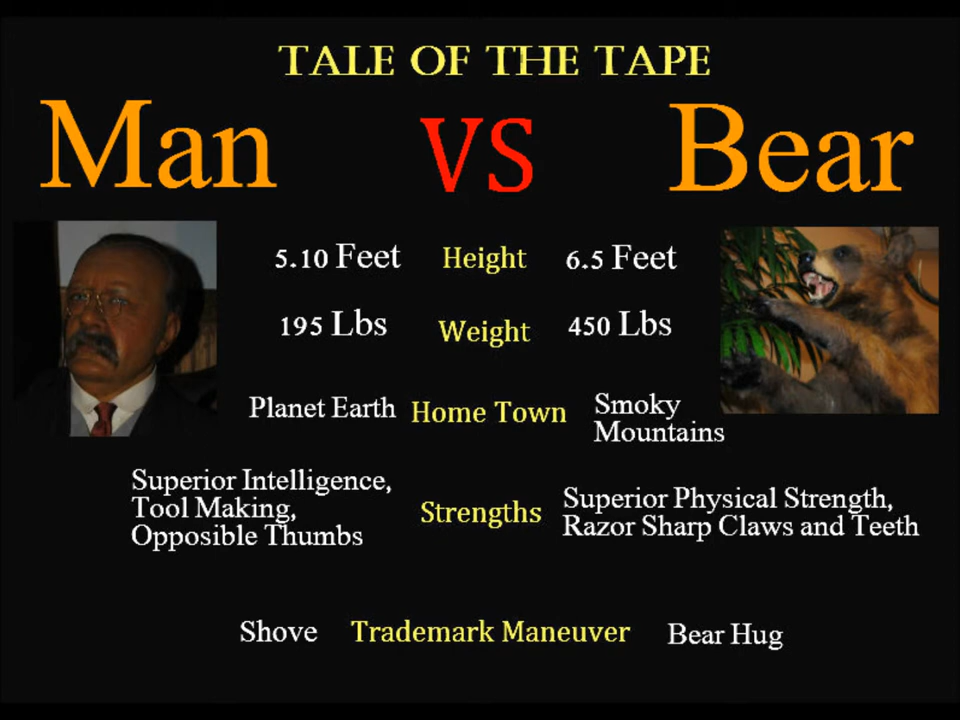 TALE OF THE TAPE
Man VS Bear
5.10 Feet Height 6.5 Feet
195 Lbs Weight 450 Lbs
Planet Earth Home Town Smoky
Mountains
Superior Intelligence,
Tool Making,
Opposible Thumbs
Strengths
Superior Physical Strength,
Razor Sharp Claws and Teeth
Shove Trademark Maneuver Bear Hug